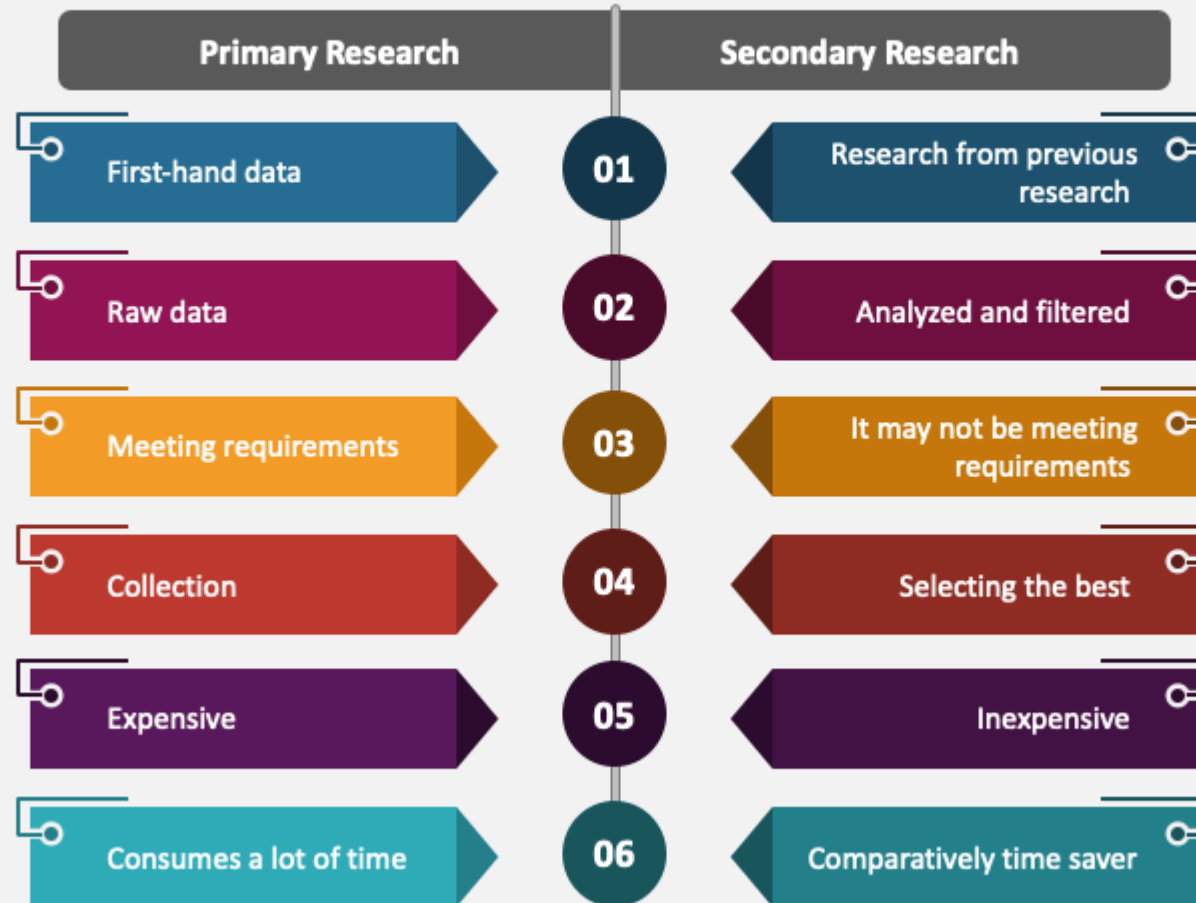 Primary Research
Secondary Research
First-hand data
01
Research from previous
research
Raw data
02
Analyzed and filtered
Meeting requirements
03
It may not be meeting
requirements
Collection
04
Selecting the best
Expensive
05
Inexpensive
Consumes a lot of time
06
Comparatively time saver